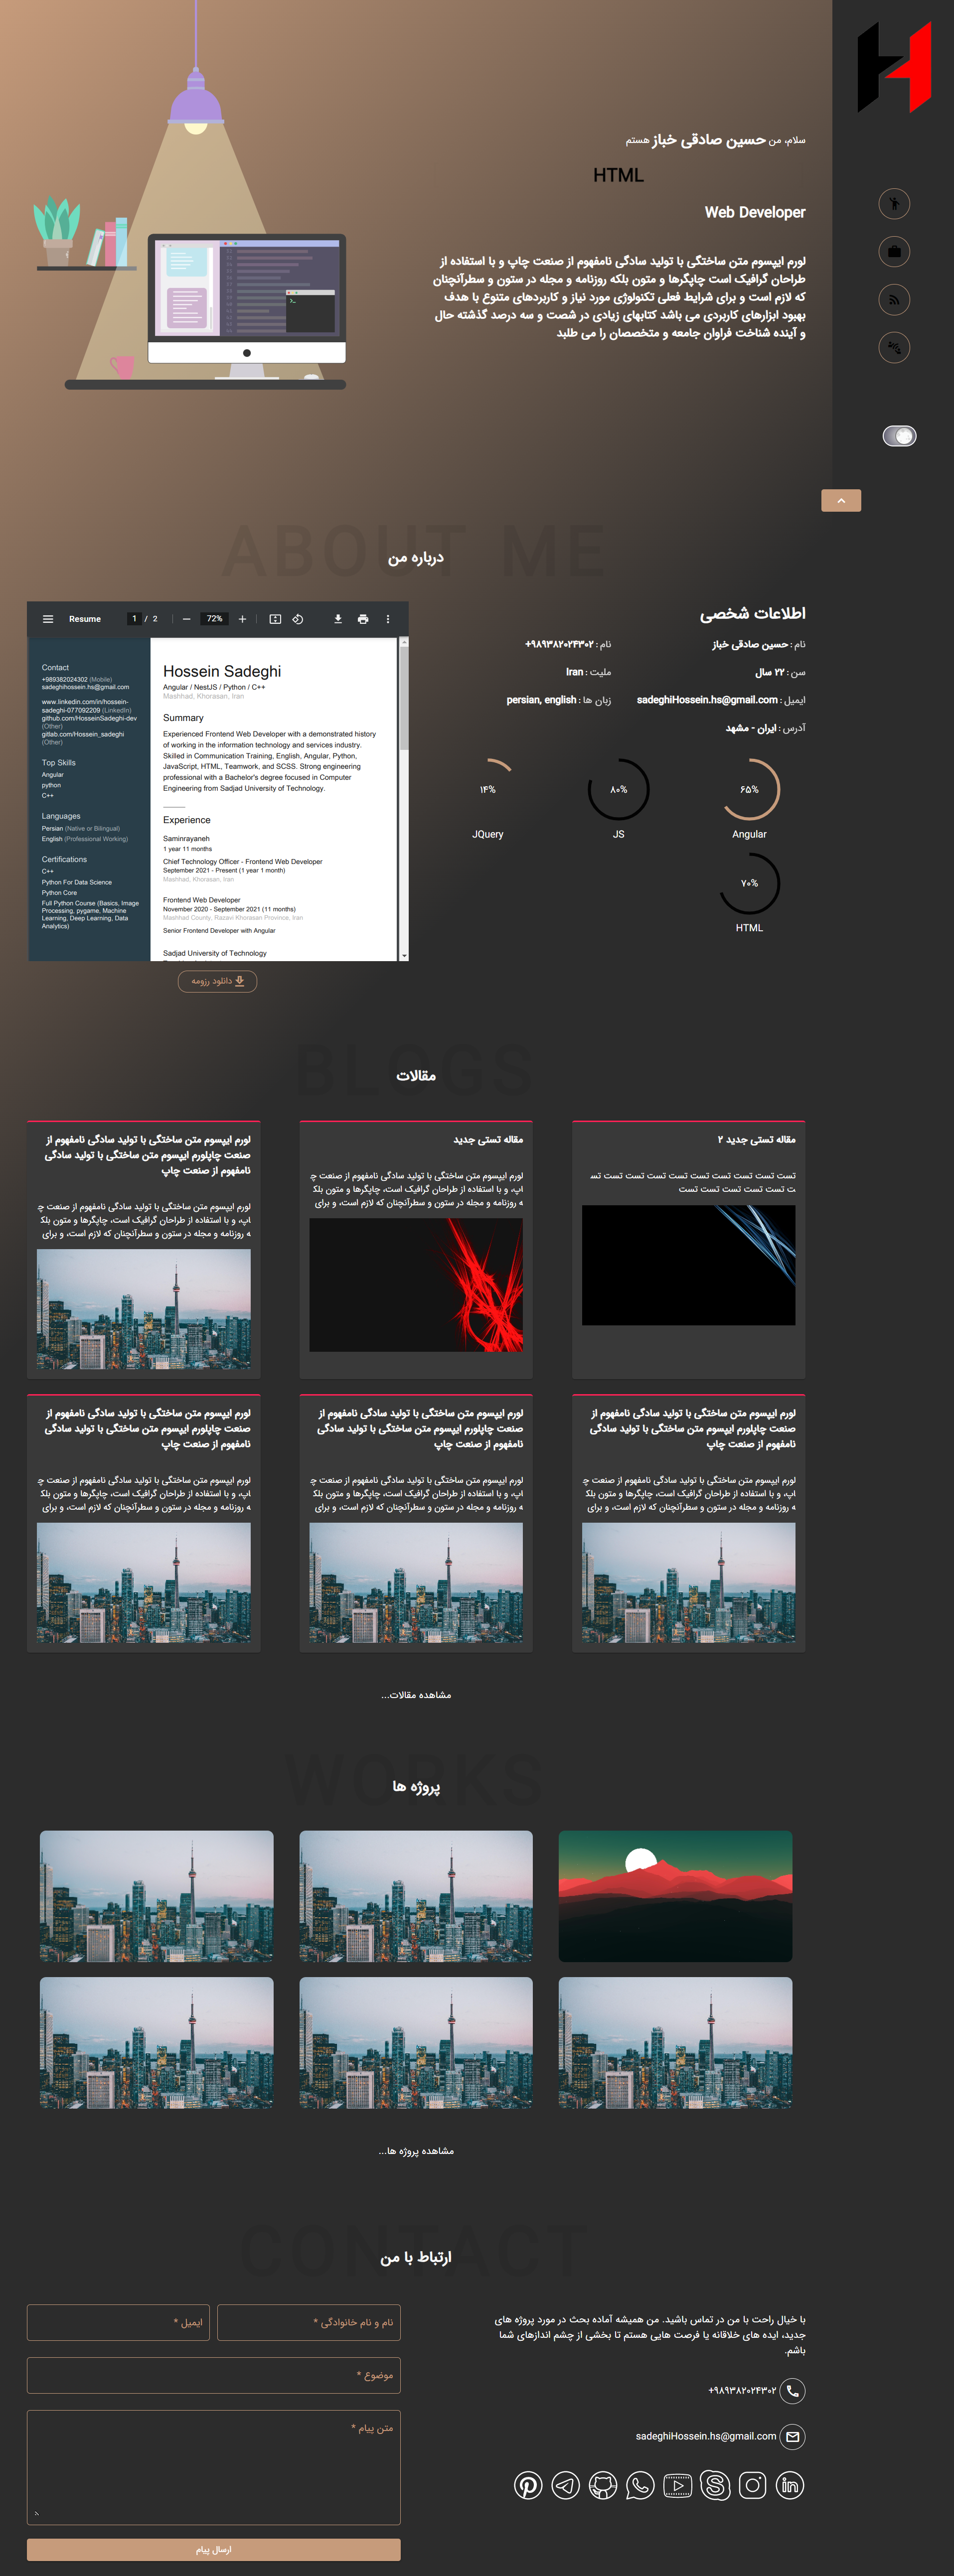 سلام، من حسین صادقی خباز هستم
HTML
Web Developer
لورم ایپسوم متن ساختگی با تولید سادگی نامفهوم از صنعت چاپ و با استفاده از
طراحان گرافیک است چاپگرها و متون بلکه روزنامه و مجله در ستون و سطرآنچنان
که لازم است و برای شرایط فعلی تکنولوژی مورد نیاز و کاربردهای متنوع با هدف
بهبود ابزارهای کاربردی می باشد کتابهای زیادی در شصت و سه درصد گذشته حال
و آینده شناخت فراوان جامعه و متخصصان را می طلبد
ABOUT ME
درباره من
اطلاعات شخصی
نام : حسین صادقی خباز
نام : ۹۸۹۳۸۲۰۲۴۳۰۲+
سن : ۲۲ سال
ملیت : Iran
ایمیل : sadeghiHossein.hs@gmail.com
زبان ها : persian, english
آدرس : ایران - مشهد
۶۵%
Angular
۸۰%
JS
۱۴%
JQuery
۷۰%
HTML
Resume
1 / 2
72%
Contact
+989382024302 (Mobile)
sadeghihossein.hs@gmail.com
www.linkedin.com/in/hossein-
sadeghi-077092209 (LinkedIn)
github.com/HosseinSadeghi-dev
(Other)
gitlab.com/Hossein_sadeghi
(Other)
Top Skills
Angular
python
C++
Languages
Persian (Native or Bilingual)
English (Professional Working)
Certifications
C++
Python For Data Science
Python Core
Full Python Course (Basics, Image
Processing, pygame, Machine
Learning, Deep Learning, Data
Analytics)
Hossein Sadeghi
Angular / NestJS / Python / C++
Mashhad, Khorasan, Iran
Summary
Experienced Frontend Web Developer with a demonstrated history
of working in the information technology and services industry.
Skilled in Communication Training, English, Angular, Python,
JavaScript, HTML, Teamwork, and SCSS. Strong engineering
professional with a Bachelor's degree focused in Computer
Engineering from Sadjad University of Technology.
Experience
Saminrayaneh
1 year 11 months
Chief Technology Officer - Frontend Web Developer
September 2021 - Present (1 year 1 month)
Mashhad, Khorasan, Iran
Frontend Web Developer
November 2020 - September 2021 (11 months)
Mashhad County, Razavi Khorasan Province, Iran
Senior Frontend Developer with Angular
Sadjad University of Technology
دانلود رزومه
BLOGS
مقالات
مقاله تستی جدید ۲
تست تست تست تست تست تست تست تست تست تس
ت تست تست تست تست تست
مقاله تستی جدید
لورم ایپسوم متن ساختگی با تولید سادگی نامفهوم از صنعت چ
اپ، و با استفاده از طراحان گرافیک است، چاپگرها و متون بلک
ه روزنامه و مجله در ستون و سطرآنچنان که لازم است، و برای
لورم ایپسوم متن ساختگی با تولید سادگی نامفهوم از
صنعت چاپلورم ایپسوم متن ساختگی با تولید سادگی
نامفهوم از صنعت چاپ
لورم ایپسوم متن ساختگی با تولید سادگی نامفهوم از صنعت چ
اپ، و با استفاده از طراحان گرافیک است، چاپگرها و متون بلک
ه روزنامه و مجله در ستون و سطرآنچنان که لازم است، و برای
لورم ایپسوم متن ساختگی با تولید سادگی نامفهوم از
صنعت چاپلورم ایپسوم متن ساختگی با تولید سادگی
نامفهوم از صنعت چاپ
لورم ایپسوم متن ساختگی با تولید سادگی نامفهوم از صنعت چ
اپ، و با استفاده از طراحان گرافیک است، چاپگرها و متون بلک
ه روزنامه و مجله در ستون و سطرآنچنان که لازم است، و برای
لورم ایپسوم متن ساختگی با تولید سادگی نامفهوم از
صنعت چاپلورم ایپسوم متن ساختگی با تولید سادگی
نامفهوم از صنعت چاپ
لورم ایپسوم متن ساختگی با تولید سادگی نامفهوم از صنعت چ
اپ، و با استفاده از طراحان گرافیک است، چاپگرها و متون بلک
ه روزنامه و مجله در ستون و سطرآنچنان که لازم است، و برای
لورم ایپسوم متن ساختگی با تولید سادگی نامفهوم از
صنعت چاپلورم ایپسوم متن ساختگی با تولید سادگی
نامفهوم از صنعت چاپ
لورم ایپسوم متن ساختگی با تولید سادگی نامفهوم از صنعت چ
اپ، و با استفاده از طراحان گرافیک است، چاپگرها و متون بلک
ه روزنامه و مجله در ستون و سطرآنچنان که لازم است، و برای
مشاهده مقالات...
WORKS
پروژه ها
مشاهده پروژه ها...
CONTACT
ارتباط با من
با خیال راحت با من در تماس باشید. من همیشه آماده بحث در مورد پروژه های
جدید، ایده های خلاقانه یا فرصت هایی هستم تا بخشی از چشم اندازهای شما
باشم.
۹۸۹۳۸۲۰۲۴۳۰۲+
sadeghiHossein.hs@gmail.com
نام و نام خانوادگی *
ایمیل *
موضوع *
متن پیام *
ارسال پیام